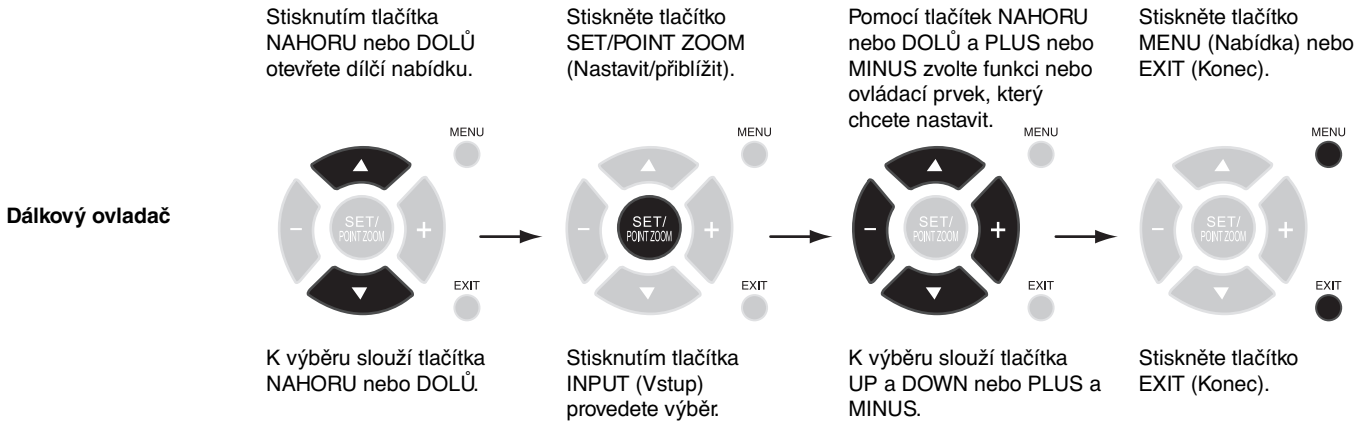 Stisknutím tlačítka
NAHORU nebo DOLŮ
otevřete dílčí nabídku.
Stiskněte tlačítko
SET/POINT ZOOM
(Nastavit/přiblížit).
Pomocí tlačítek NAHORU
nebo DOLŮ a PLUS nebo
MINUS zvolte funkci nebo
ovládací prvek, který
chcete nastavit.
Stiskněte tlačítko
MENU (Nabídka) nebo
EXIT (Konec).
Dálkový ovladač
MENU
SET/
POINT ZOOM
− +
EXIT
MENU
SET/
POINT ZOOM
− +
EXIT
MENU
SET/
POINT ZOOM
− +
EXIT
MENU
SET/
POINT ZOOM
− +
EXIT
K výběru slouží tlačítka
NAHORU nebo DOLŮ.
Stisknutím tlačítka
INPUT (Vstup)
provedete výběr.
K výběru slouží tlačítka
UP a DOWN nebo PLUS a
MINUS.
Stiskněte tlačítko
EXIT (Konec).